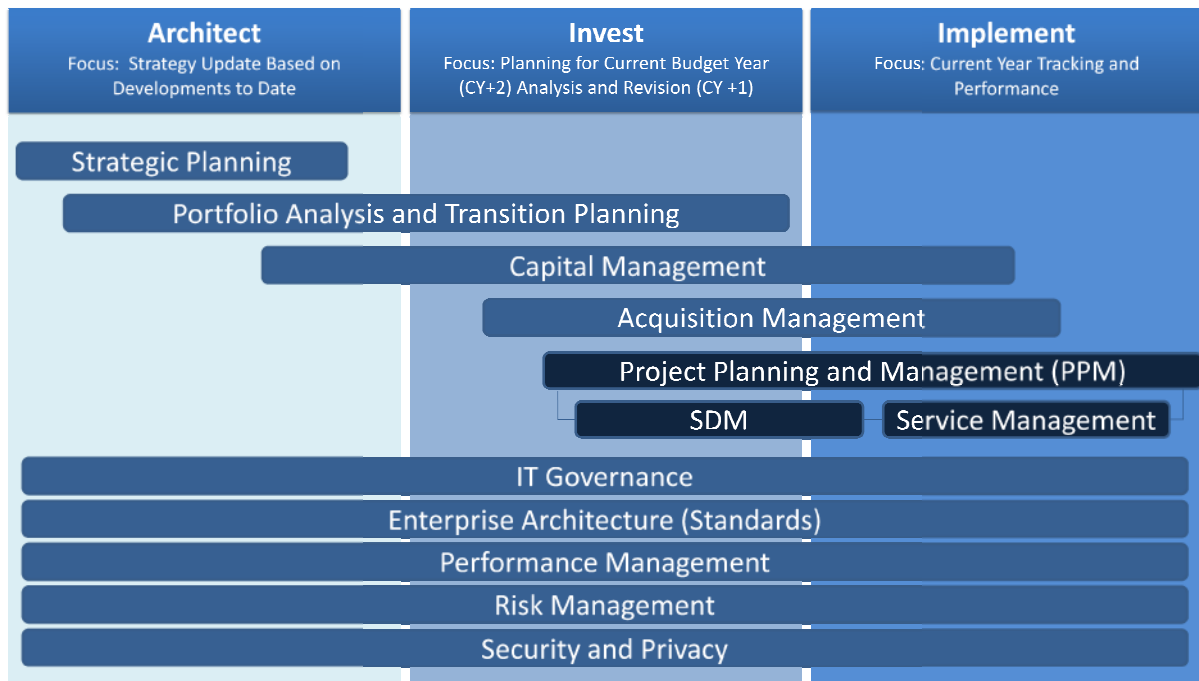 Architect
Focus:  Strategy Update Based on
Developments to Date
Invest
Focus: Planning for Current Budget Year
(CY+2) Analysis and Revision (CY +1)
Implement
Focus: Current Year Tracking and
Performance
Strategic Planning
Portfolio Analysis and Transition Planning
Capital Management
Acquisition Management
Project Planning and Management (PPM)
SDM
Service Management
IT Governance
Enterprise Architecture (Standards)
Performance Management
Risk Management
Security and Privacy